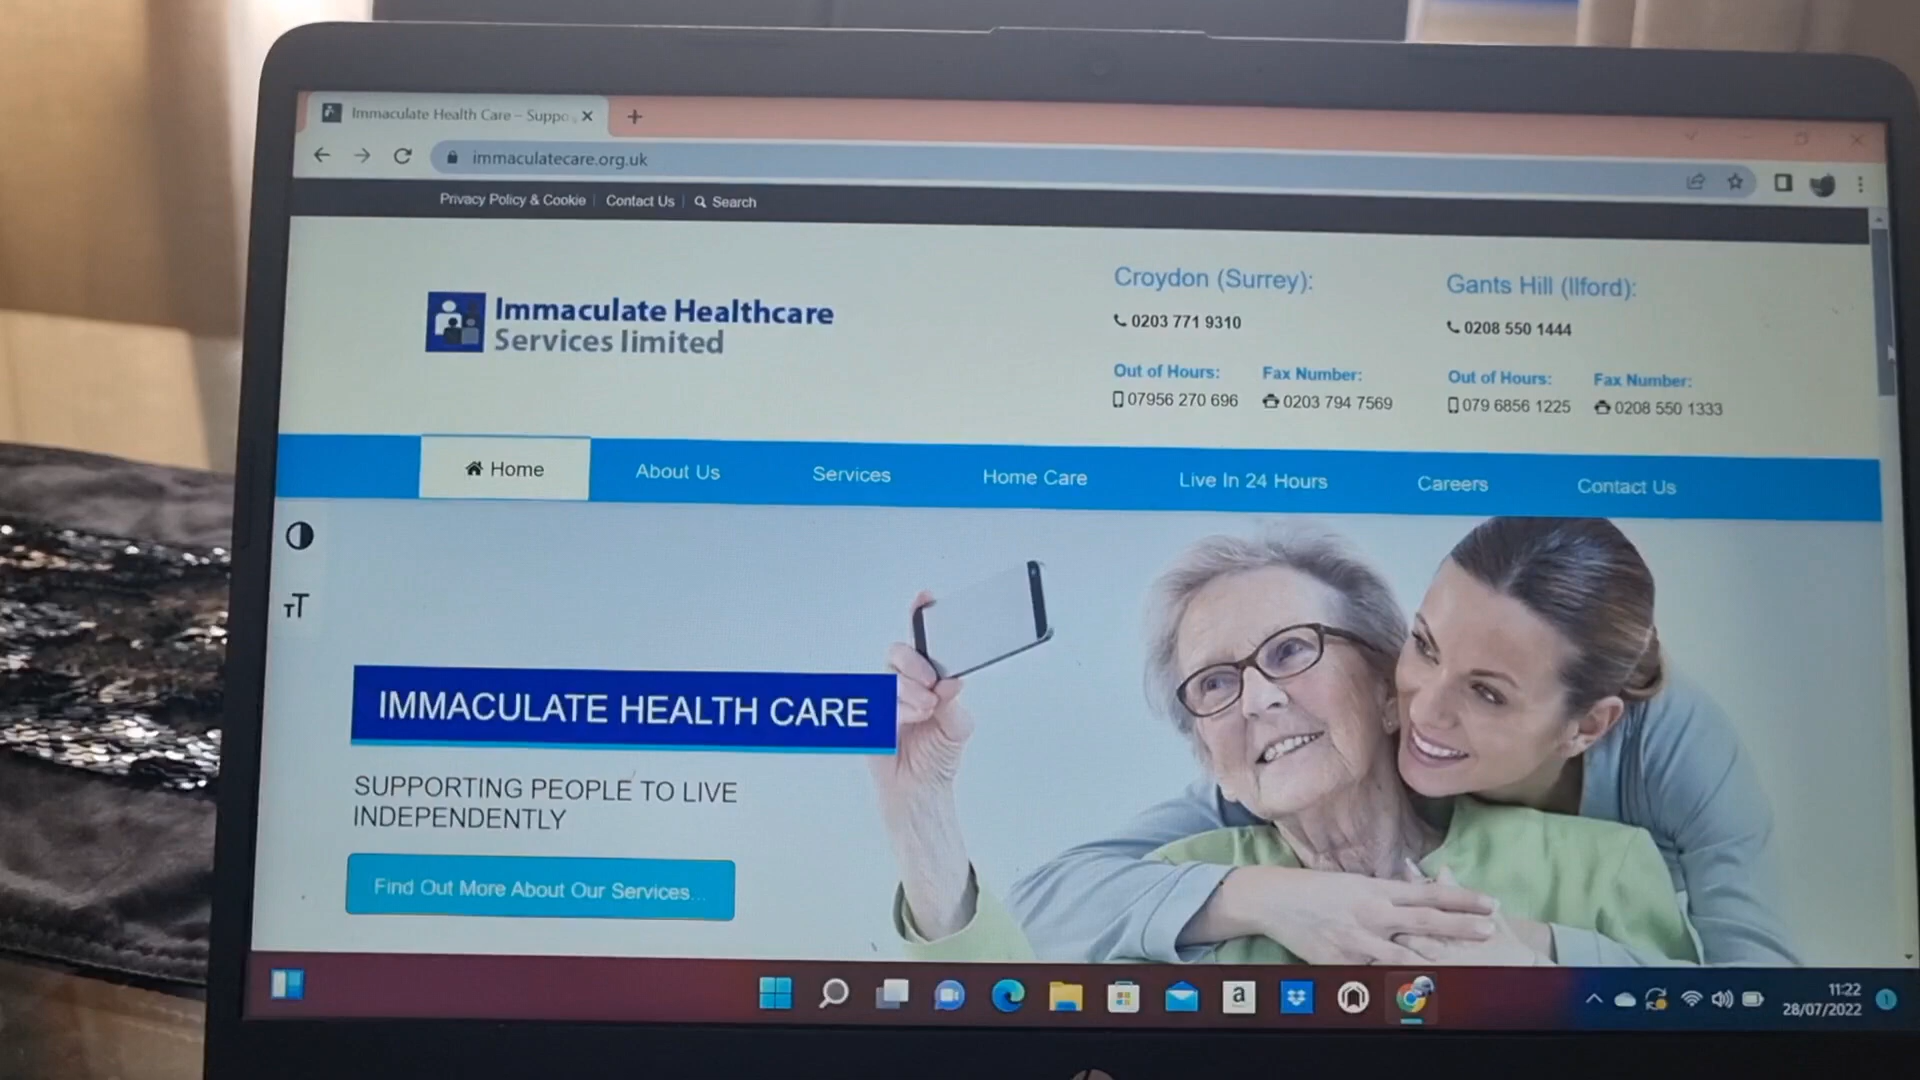 Immaculate Health Care – Suppo
immaculatecare.org.uk
Privacy Policy & Cookie
Contact Us
Search
Immaculate Healthcare
Services limited
Croydon (Surrey):
0203 771 9310
Out of Hours:
Fax Number:
07956 270 696
0203 794 7569
Gants Hill (Ilford):
0208 550 1444
Out of Hours:
Fax Number:
079 6856 1225
0208 550 1333
Home
About Us
Services
Home Care
Live In 24 Hours
Careers
Contact Us
TT
IMMACULATE HEALTH CARE
SUPPORTING PEOPLE TO LIVE
INDEPENDENTLY
Find Out More About Our Services...
a
11:22
28/07/2022
1